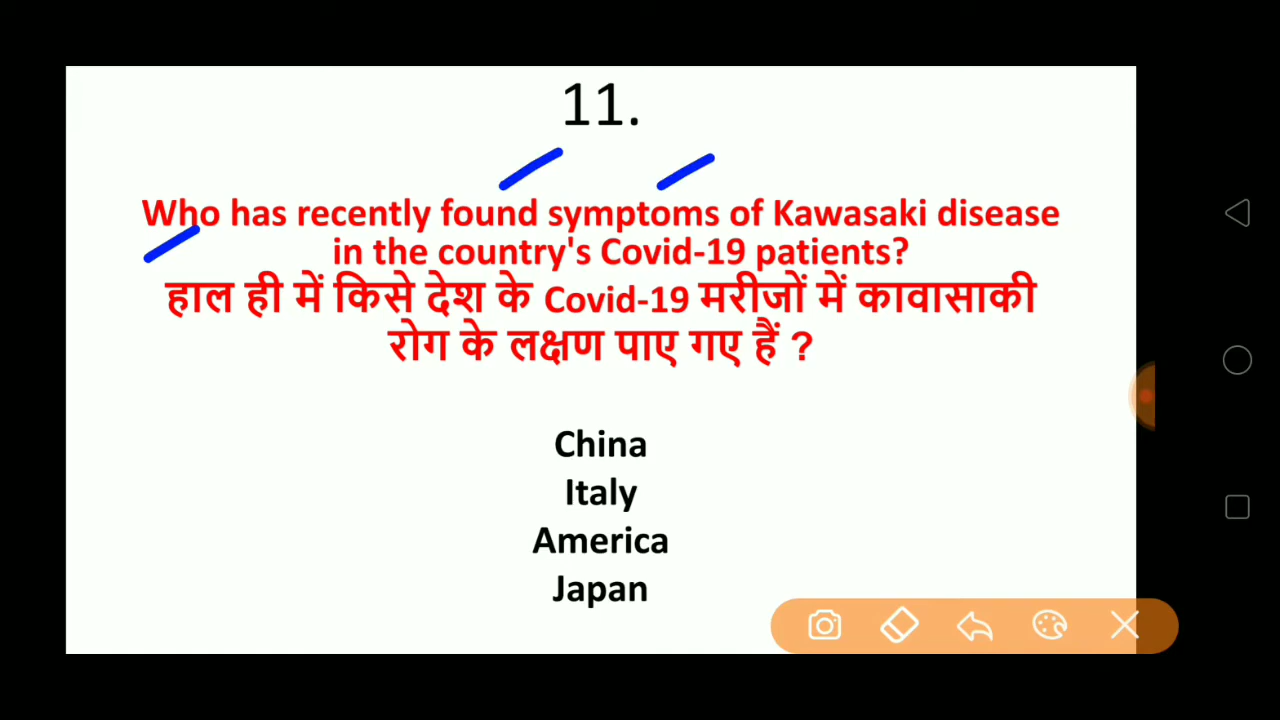 11.
Who has recently found symptoms of Kawasaki disease
in the country's Covid-19 patients?
हाल ही में किसे देश के Covid-19 मरीजों में कावासाकी
रोग के लक्षण पाए गए हैं ?
China
Italy
America
Japan